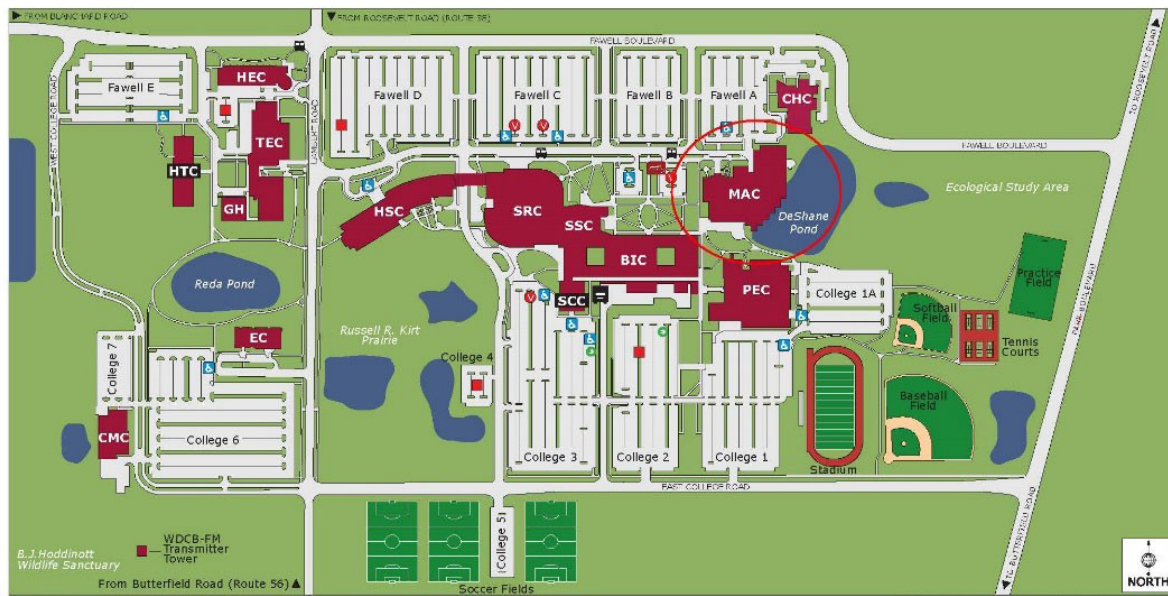 ▶ FROM BLANCHARD ROAD
▼ FROM ROOSEVELT ROAD (ROUTE 38)
FAWELL BOULEVARD
TO ROOSEVELT ROAD ▲
HEC
Fawell E
Fawell D
Fawell C
Fawell B
Fawell A
CHC
WEST COLLEGE ROAD
LAMBERT ROAD
TEC
V
V
FAWELL BOULEVARD
HTC
HSC
SRC
SSC
V
MAC
Ecological Study Area
GH
DeShane
Pond
BIC
Reda Pond
PEC
College 1A
Practice
Field
V
SCC
Softball
Field
PARK BOULEVARD
Russell R. Kirt
Prairie
EC
Tennis
Courts
College 4
College 7
Baseball
Field
CMC
College 6
College 3
College 2
College 1
Stadium
EAST COLLEGE ROAD
College 5
WDCB-FM
Transmitter
Tower
B.J.Hoddinott
Wildlife Sanctuary
From Butterfield Road (Route 56) ▲
Soccer Fields
▼ TO BUTTERFIELD ROAD
NORTH